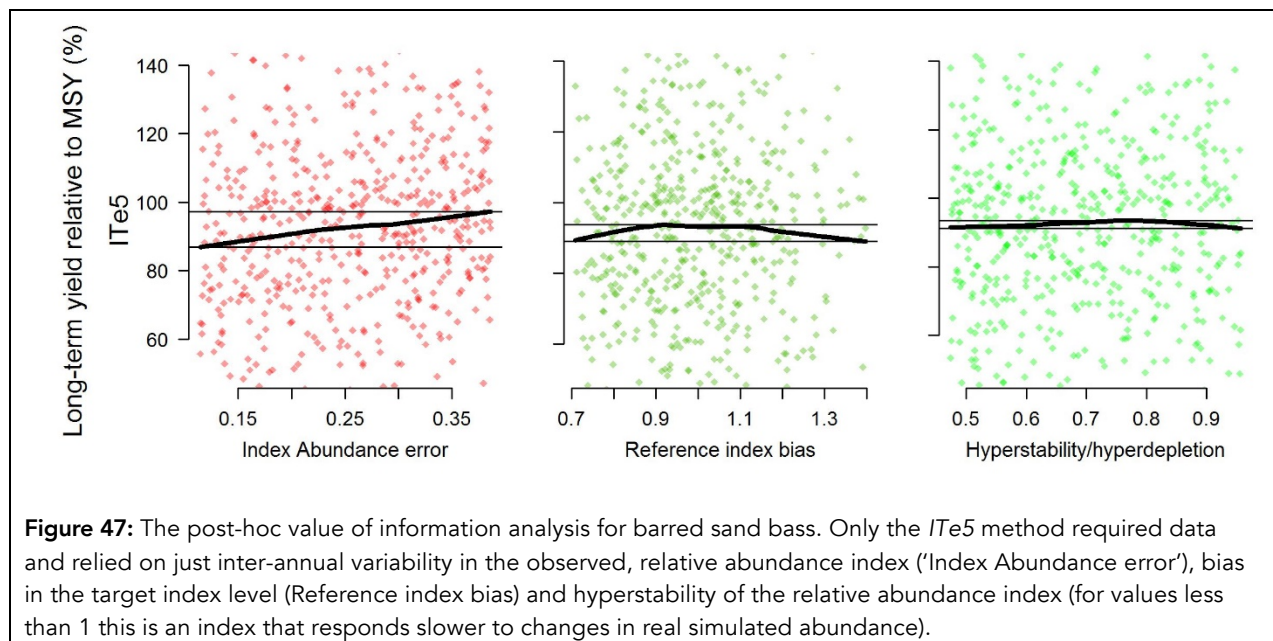 Long-term yield relative to MSY (%)
ITe5
140
120
100
80
60
0.15 0.25 0.35
Index Abundance error
0.7 0.9 1.1 1.3
Reference index bias
0.5 0.6 0.7 0.8 0.9
Hyperstability/hyperdepletion
Figure 47: The post-hoc value of information analysis for barred sand bass. Only the ITe5 method required data
and relied on just inter-annual variability in the observed, relative abundance index (‘Index Abundance error’), bias
in the target index level (Reference index bias) and hyperstability of the relative abundance index (for values less
than 1 this is an index that responds slower to changes in real simulated abundance).